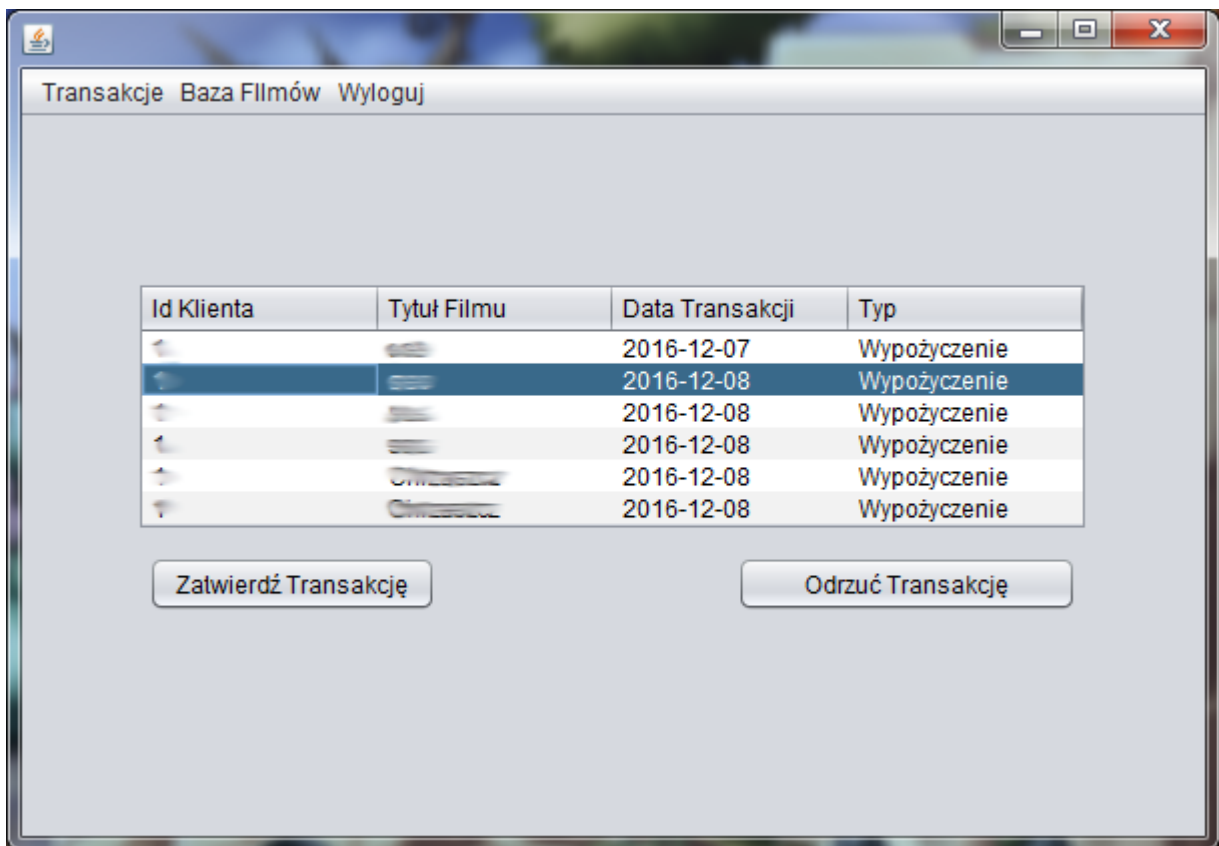 Transakcje Baza FIlmów Wyloguj
Id Klienta Tytuł Filmu Data Transakcji Typ
2016-12-07 Wypożyczenie
2016-12-08 Wypożyczenie
2016-12-08 Wypożyczenie
2016-12-08 Wypożyczenie
2016-12-08 Wypożyczenie
2016-12-08 Wypożyczenie
Zatwierdź Transakcję Odrzuć Transakcję